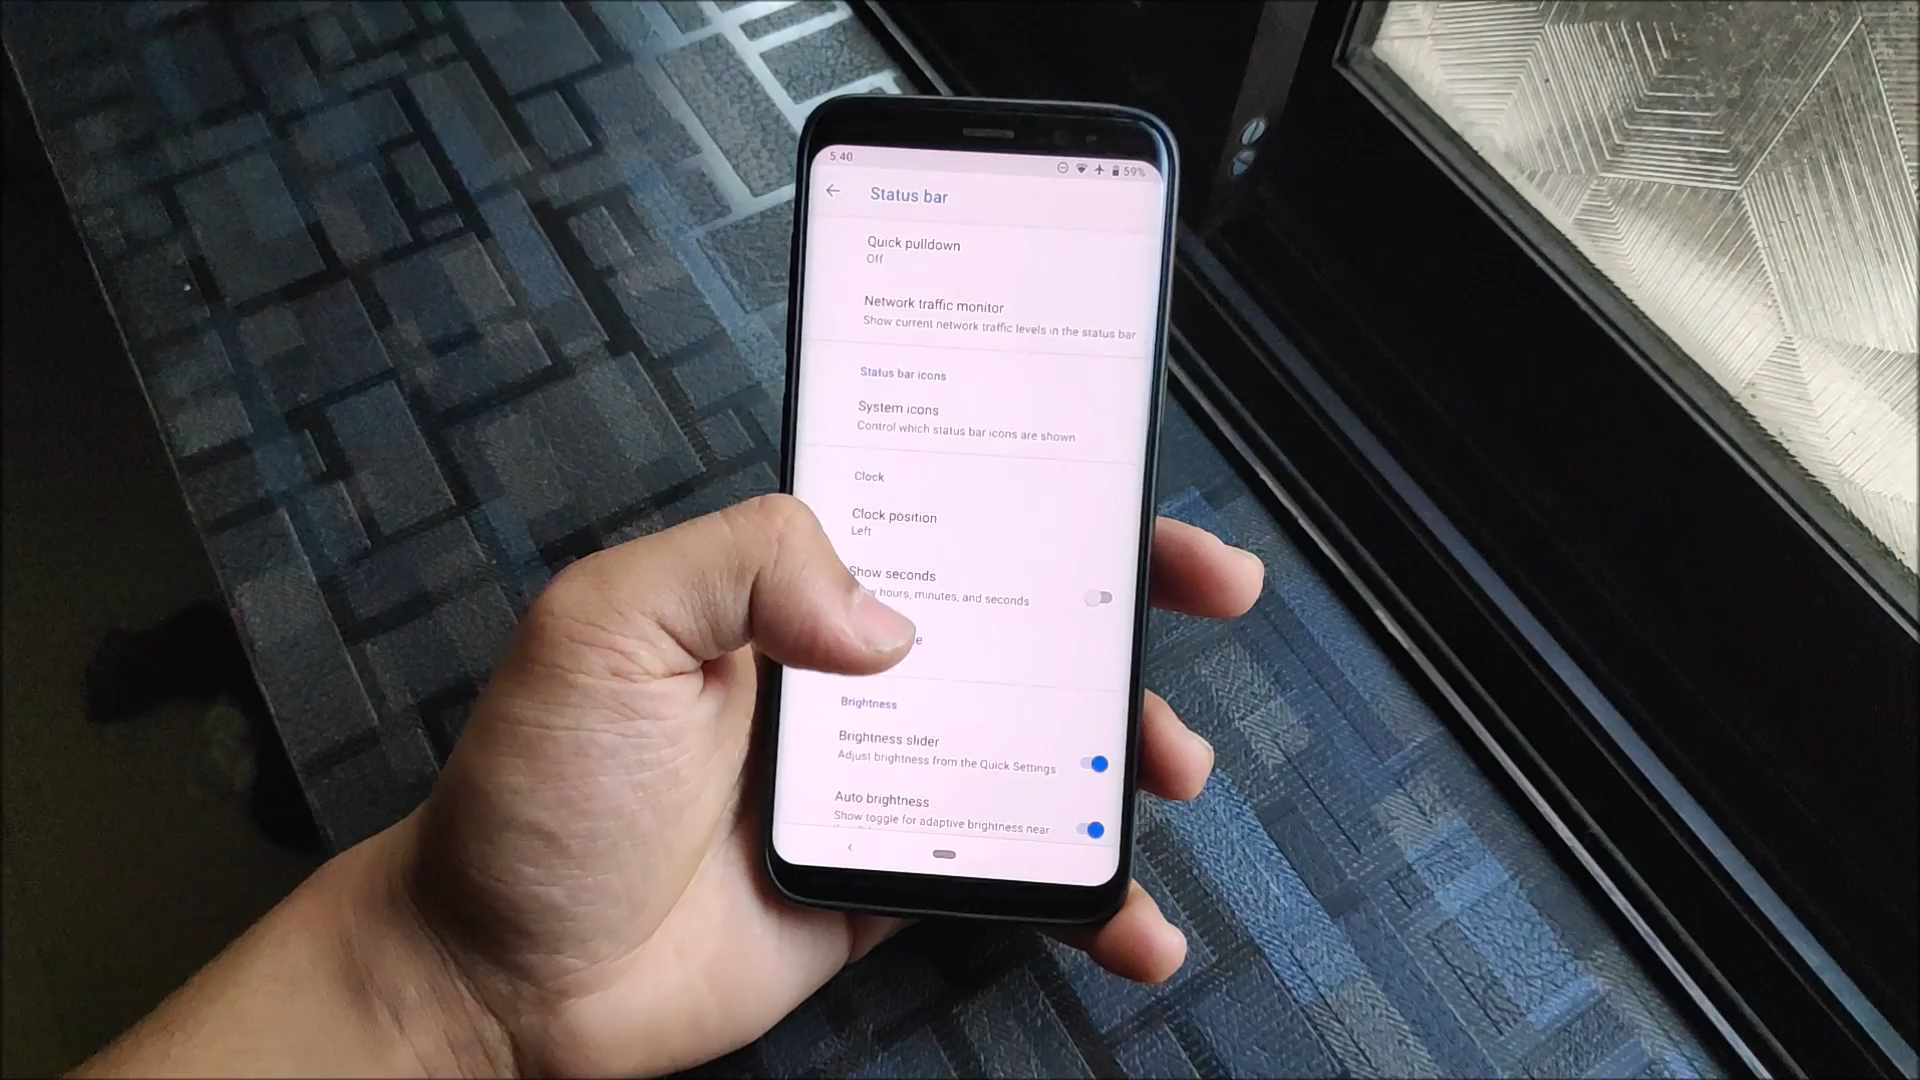 5:40
59%
Status bar
Quick pulldown
Off
Network traffic monitor
Show current network traffic levels in the status bar
Status bar icons
System icons
Control which status bar icons are shown
Clock
Clock position
Left
Show seconds
hours, minutes, and seconds
Brightness
Brightness slider
Adjust brightness from the Quick Settings
Auto brightness
Show toggle for adaptive brightness near